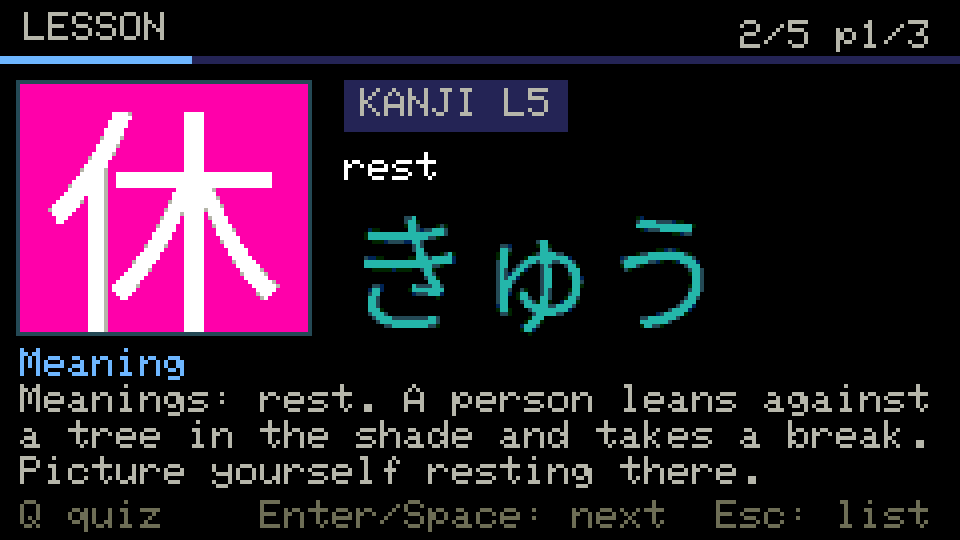 LESSON
2/5 p1/3
休
KANJI L5
rest
きゅう
Meaning
Meanings: rest. A person leans against
a tree in the shade and takes a break.
Picture yourself resting there.
Q quiz Enter/Space: next Esc: list